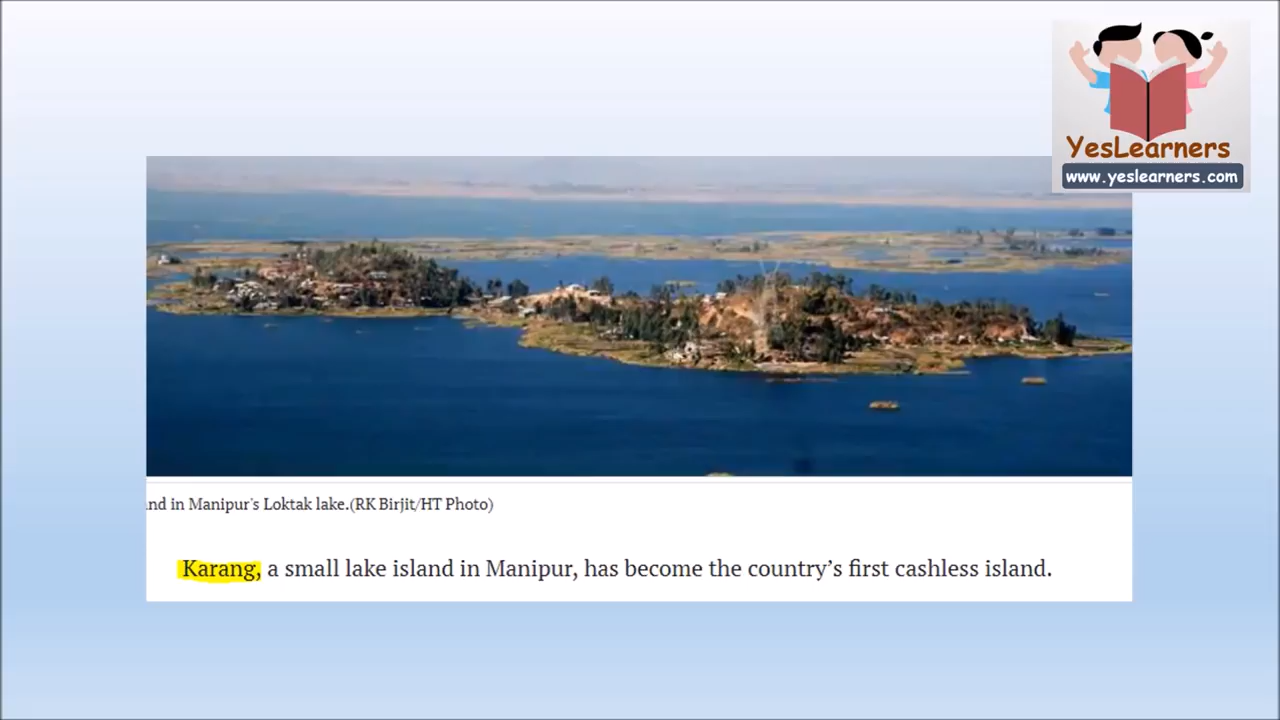 YesLearners
www.yeslearners.com
nd in Manipur's Loktak lake.(RK Birjit/HT Photo)
Karang, a small lake island in Manipur, has become the country’s first cashless island.